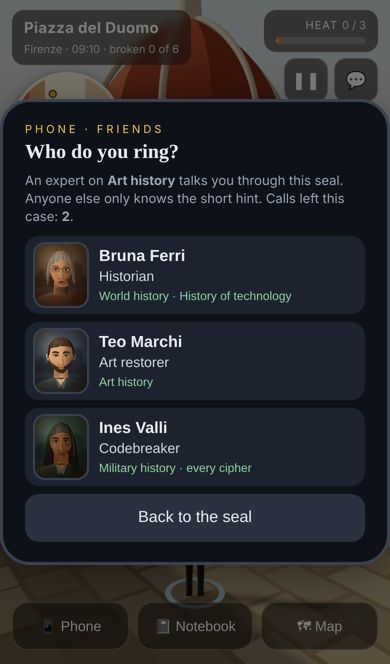 Piazza del Duomo
Firenze · 09:10 · broken 0 of 6
HEAT 0 / 3
PHONE · FRIENDS
Who do you ring?
An expert on Art history talks you through this seal.
Anyone else only knows the short hint. Calls left this
case: 2.
Bruna Ferri
Historian
World history · History of technology
Teo Marchi
Art restorer
Art history
Ines Valli
Codebreaker
Military history · every cipher
Back to the seal
Phone
Notebook
Map